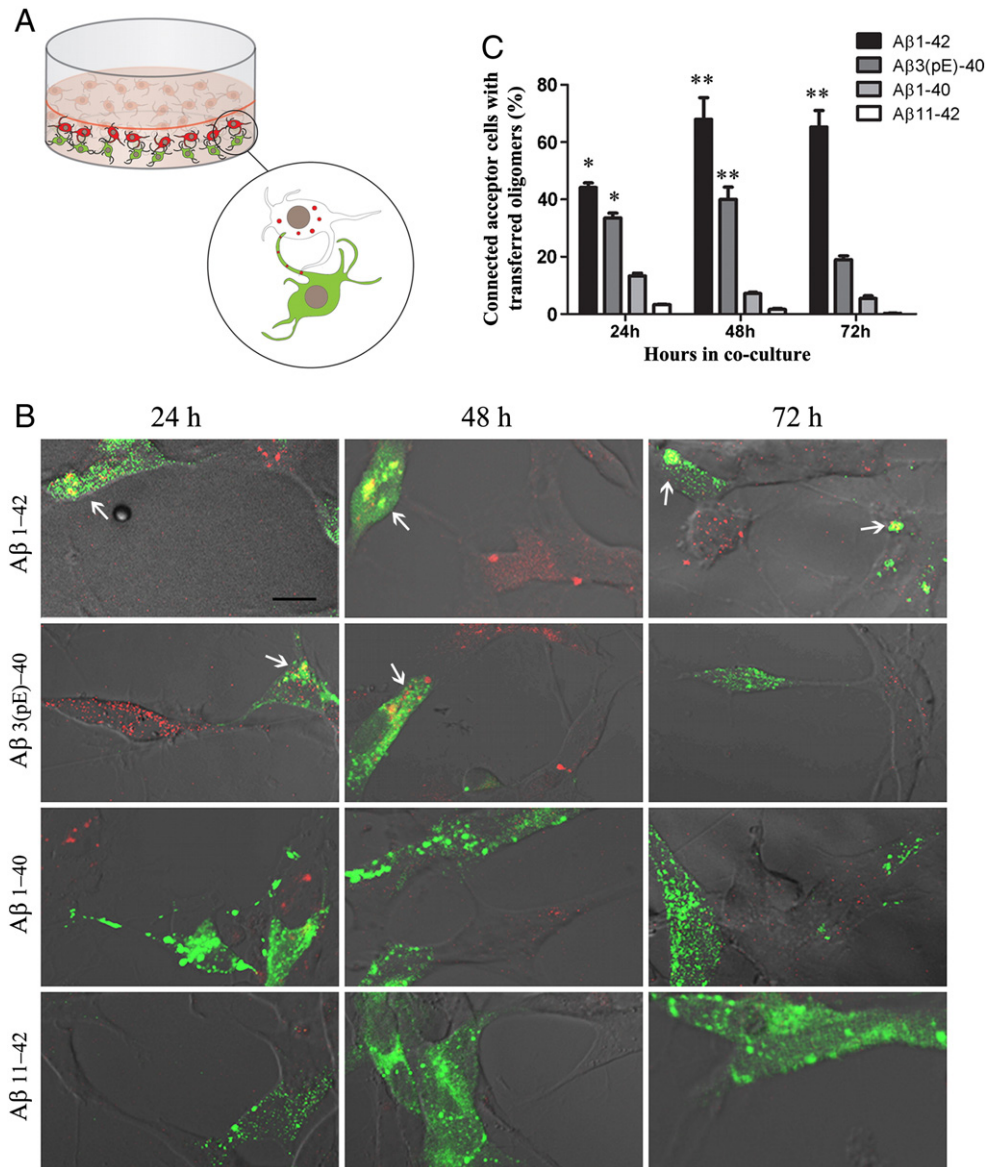 A
C
Aβ1-42
Aβ3(pE)-40
Aβ1-40
Aβ11-42
Connected acceptor cells with
transferred oligomers (%)
80
60
40
20
0
*
*
**
**
**
24h
48h
72h
Hours in co-culture
B
24 h
48 h
72 h
Aβ 1–42
Aβ 3(pE)–40
Aβ 1–40
Aβ 11–42